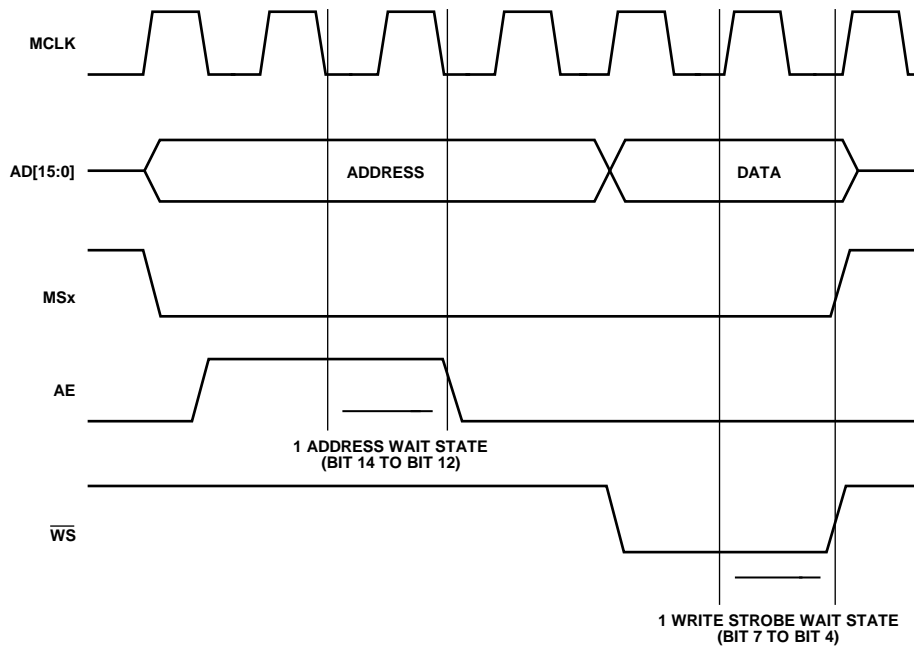 MCLK
AD[15:0]
ADDRESS
DATA
MSx
AE
1 ADDRESS WAIT STATE
(BIT 14 TO BIT 12)
WS
1 WRITE STROBE WAIT STATE
(BIT 7 TO BIT 4)